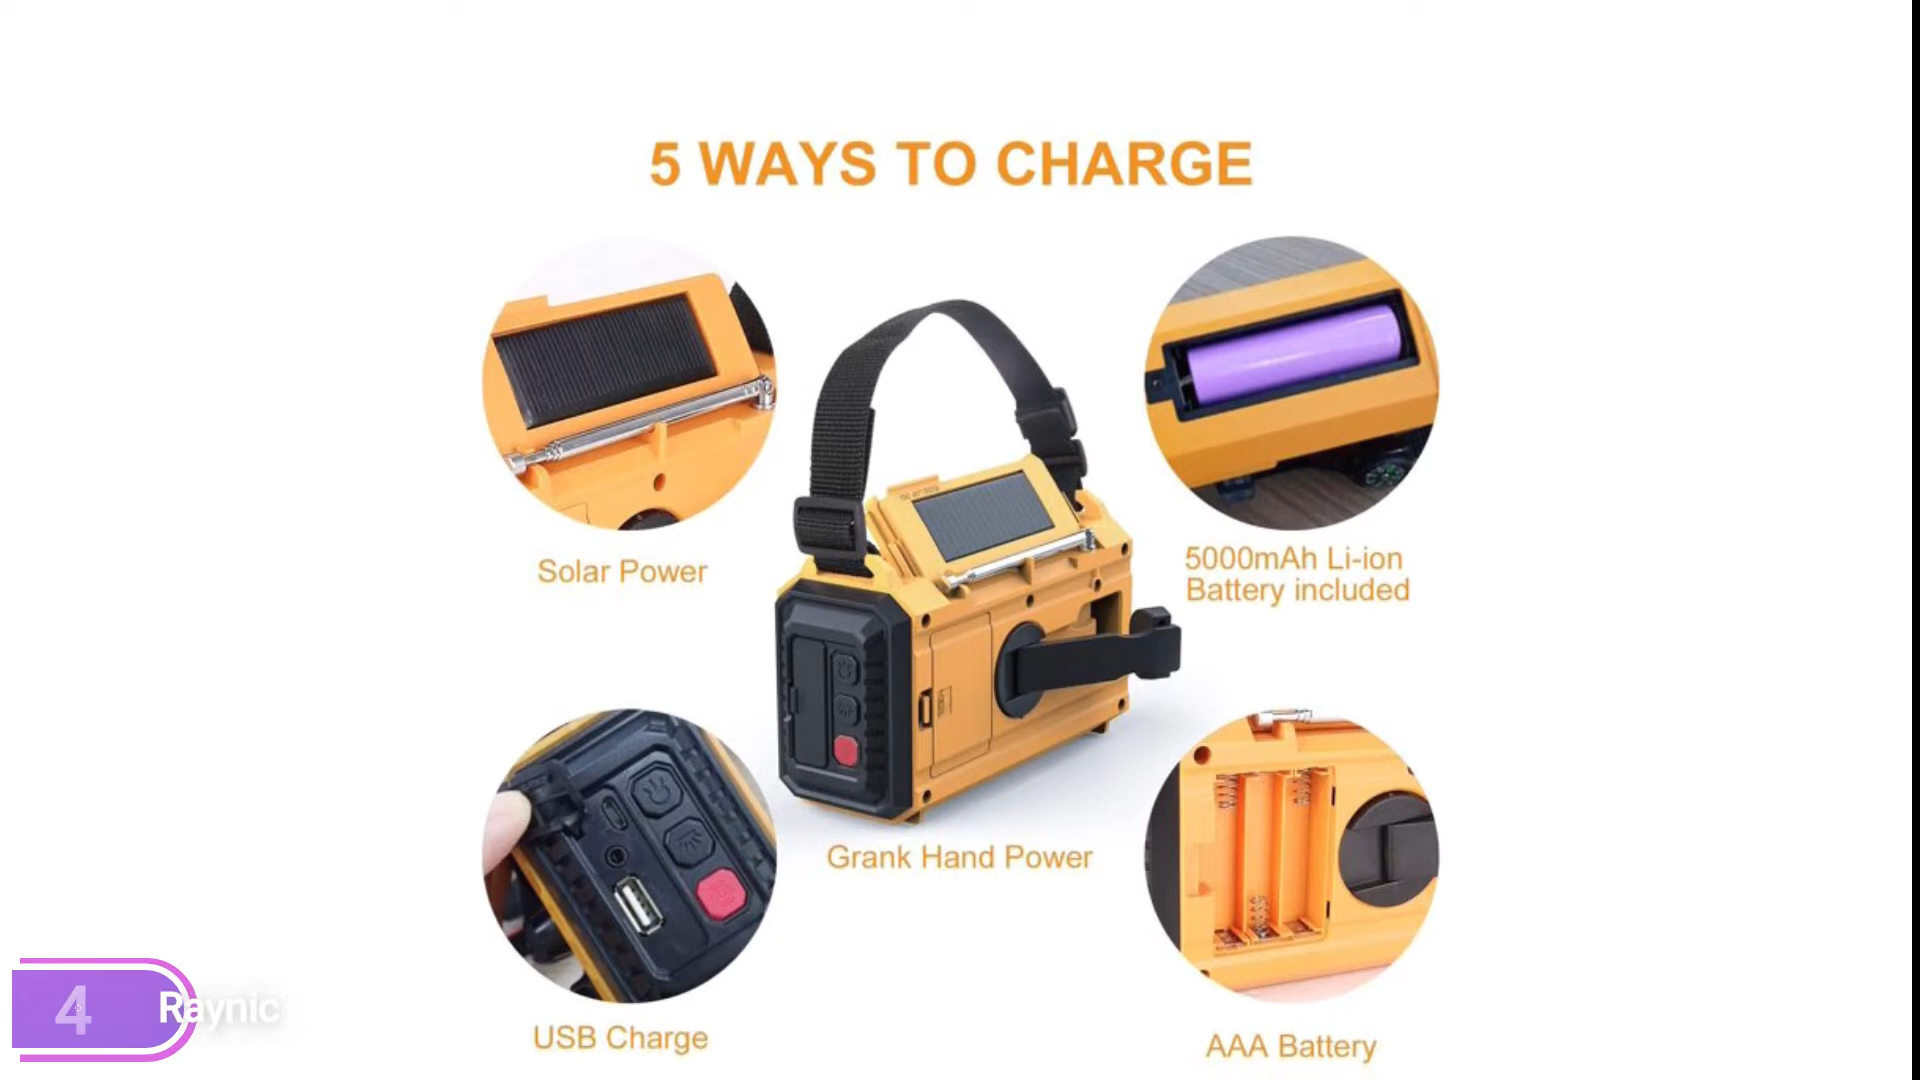 5 WAYS TO CHARGE
Solar Power
5000mAh Li-ion
Battery included
Grank Hand Power
USB Charge
AAA Battery
4
Raynic